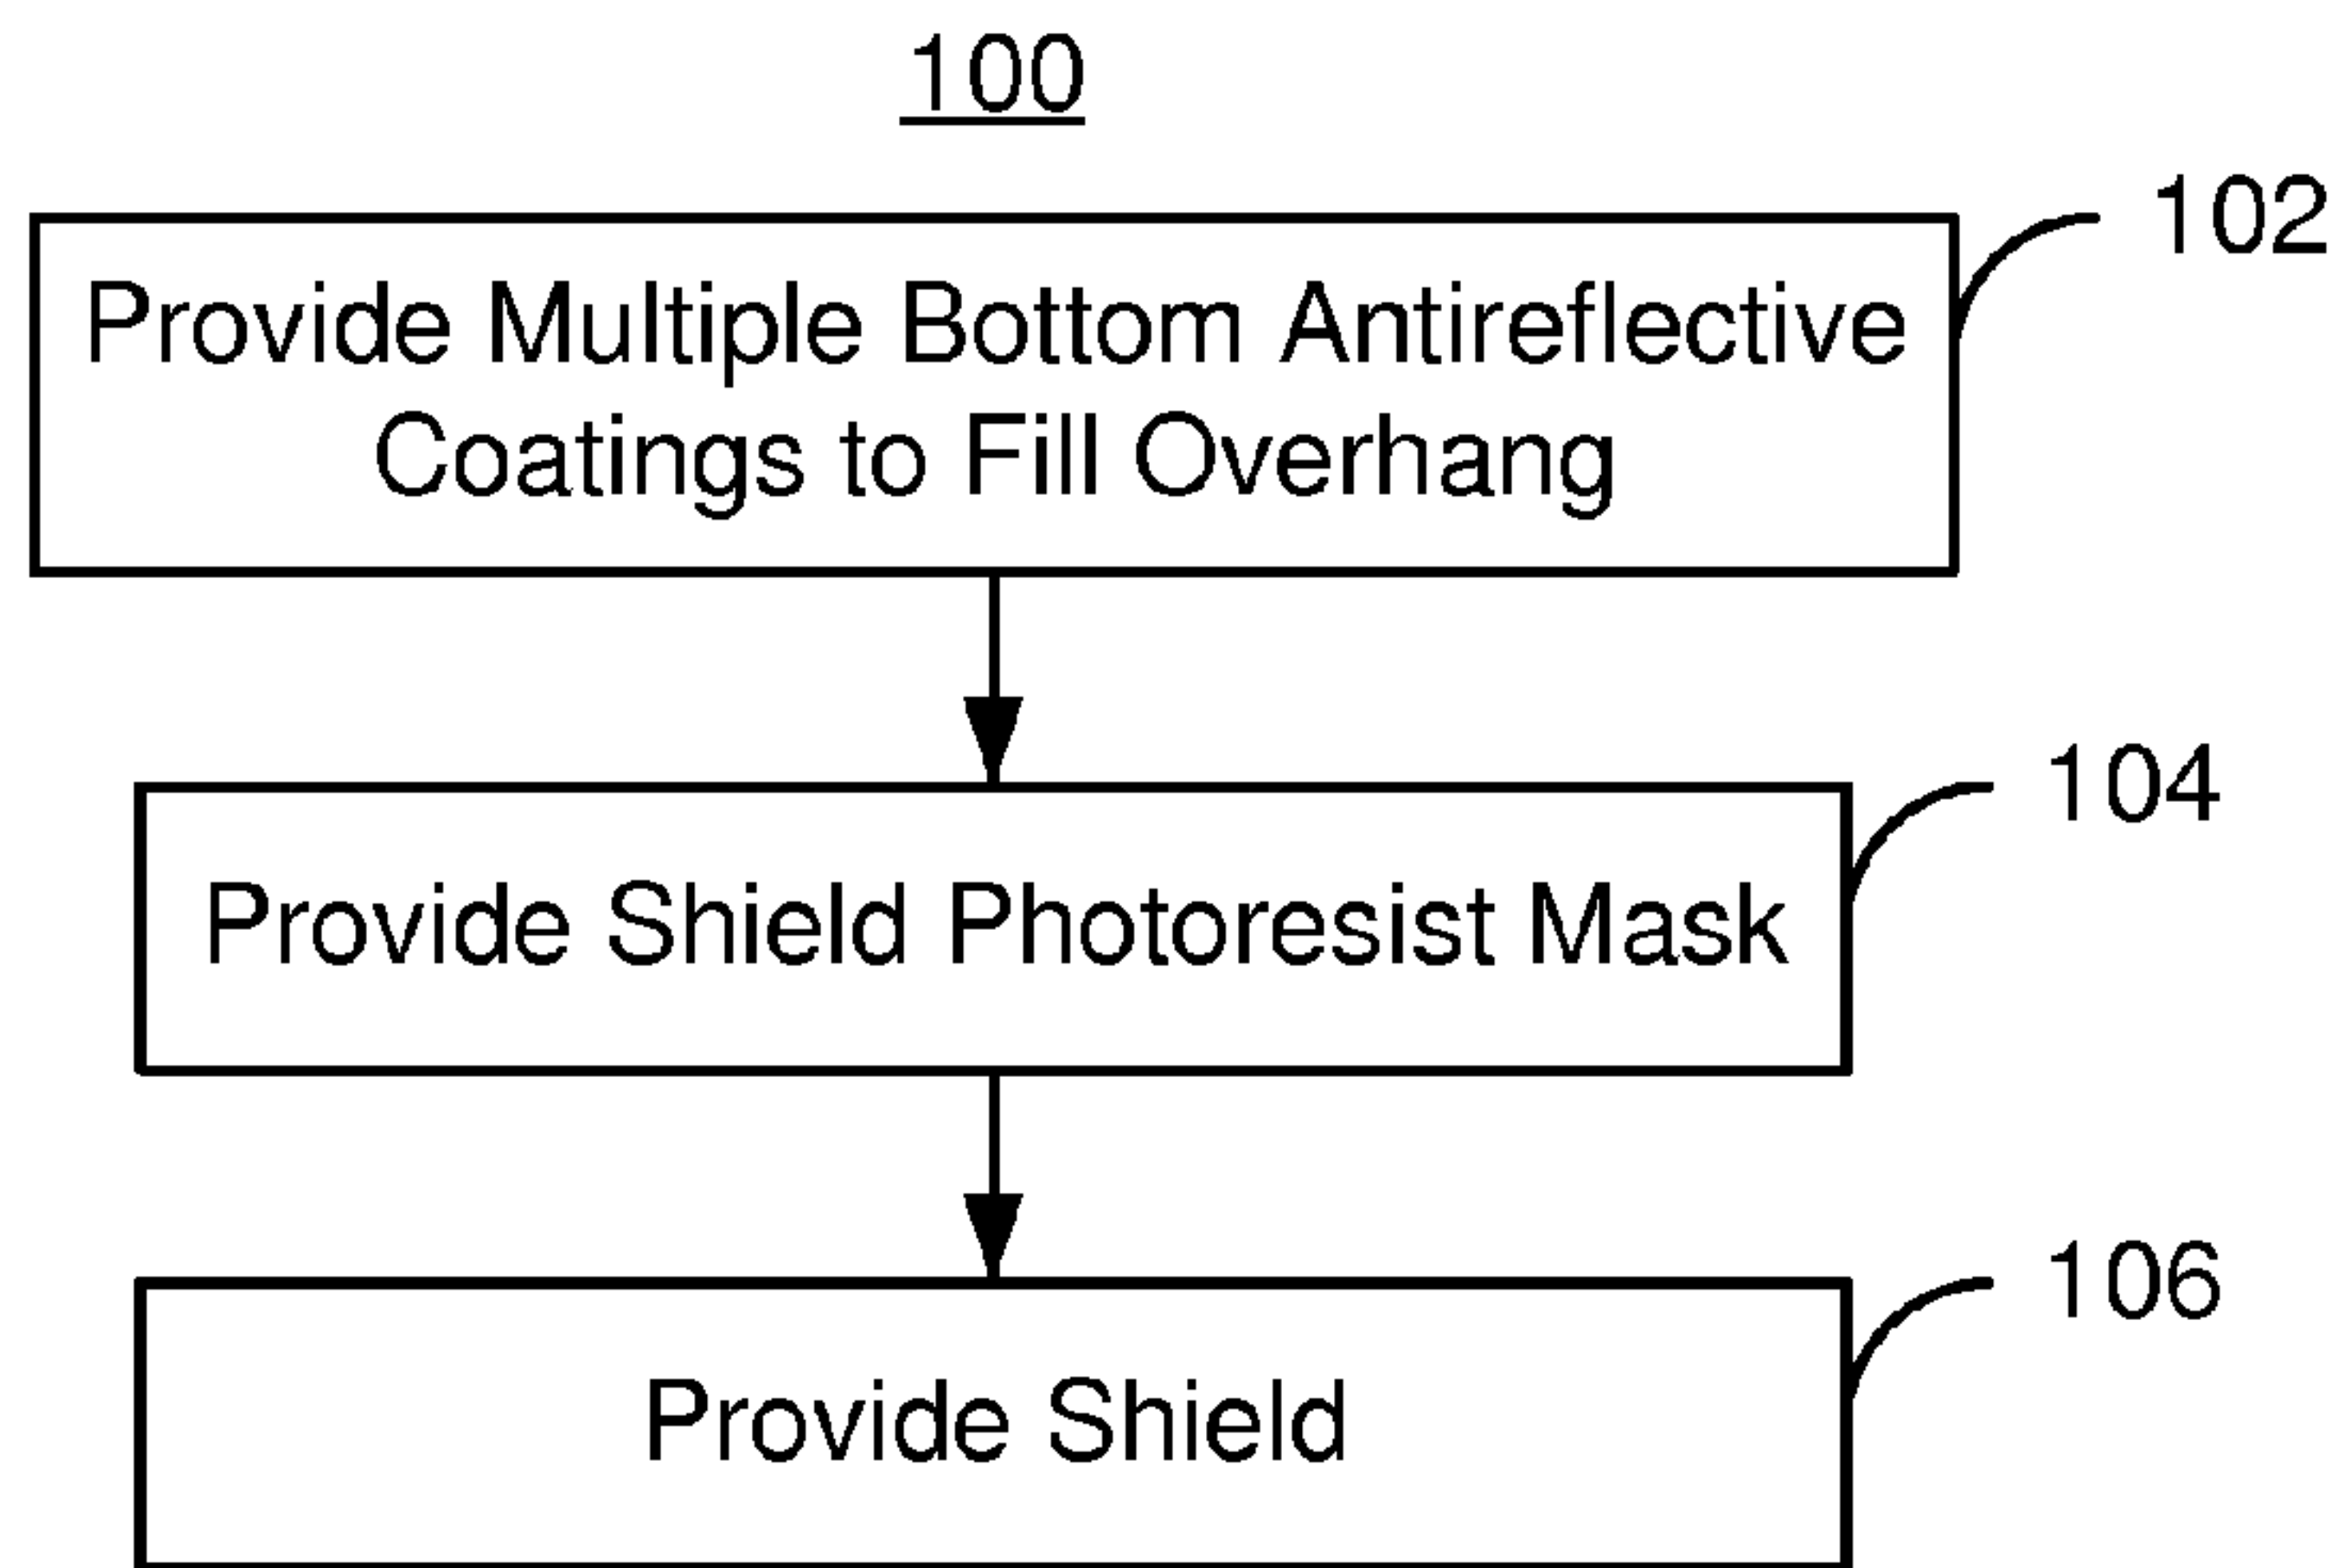 100
102
Provide Multiple Bottom Antireflective
Coatings to Fill Overhang
104
Provide Shield Photoresist Mask
106
Provide Shield